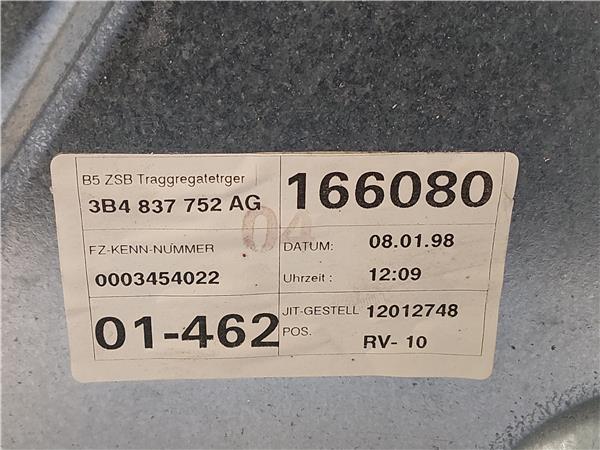 B5 ZSB Traggregatetrger
3B4 837 752 AG
166080
04
FZ-KENN-NUMMER
0003454022
DATUM: 08.01.98
Uhrzeit : 12:09
01-462
JIT-GESTELL 12012748
POS. RV- 10